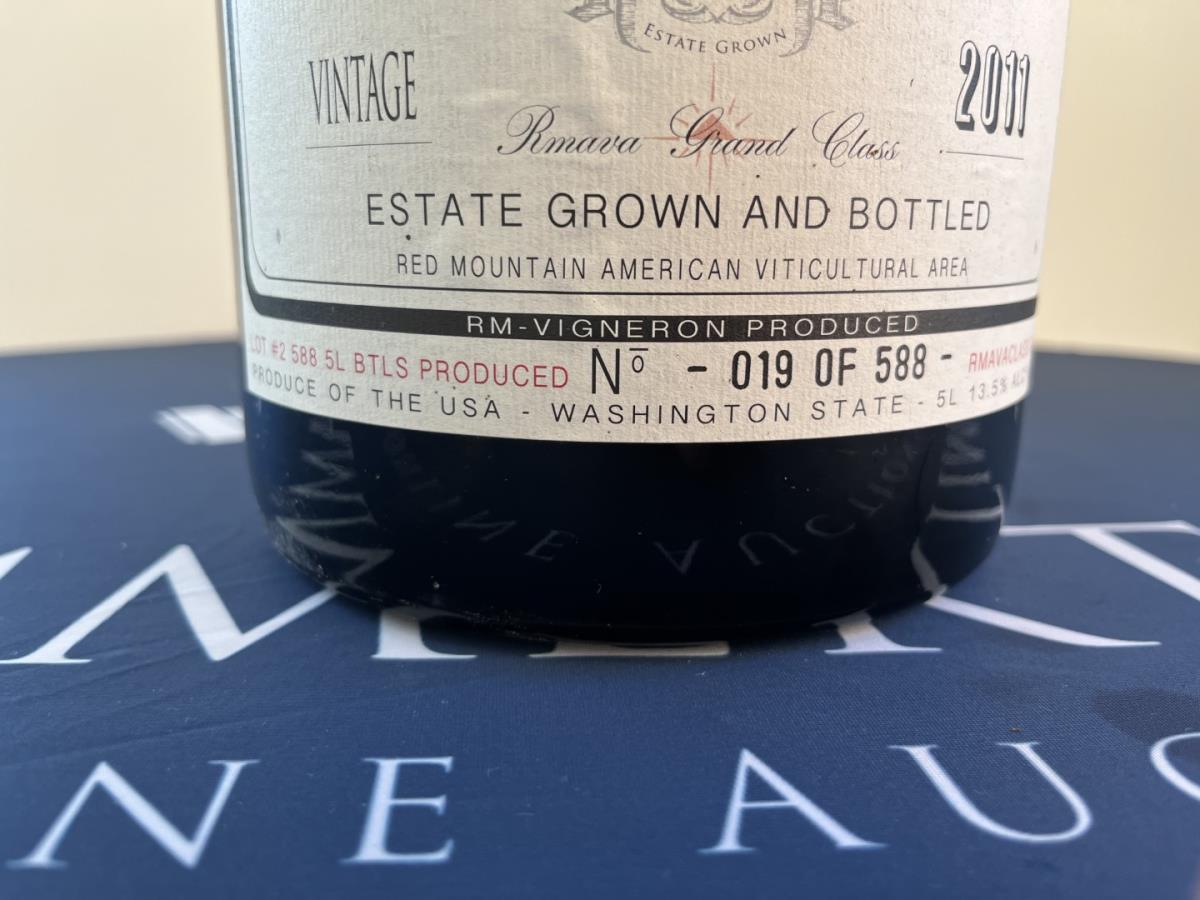 ESTATE GROWN
VINTAGE 2011
Rmava Grand Class
ESTATE GROWN AND BOTTLED
RED MOUNTAIN AMERICAN VITICULTURAL AREA
RM-VIGNERON PRODUCED
LOT #2 588 5L BTLS PRODUCED Nō - 019 OF 588 -
PRODUCE OF THE USA - WASHINGTON STATE - 5L 13.5%
NE AU